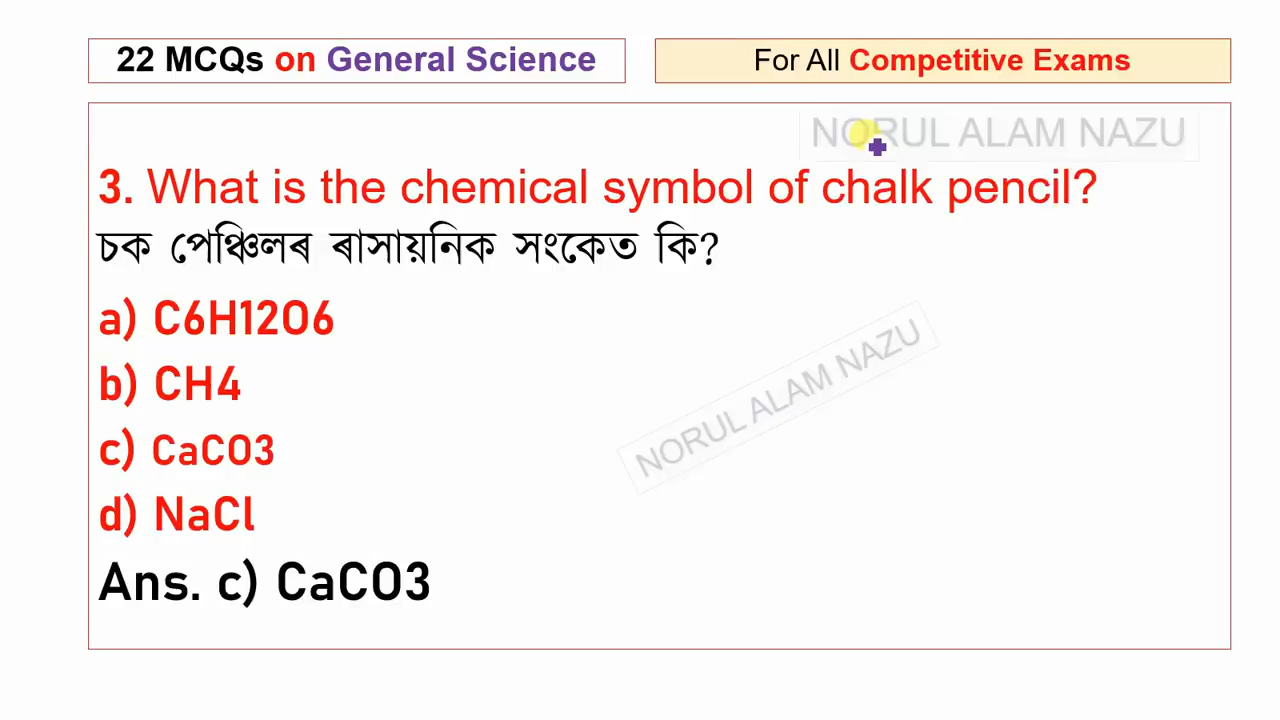 22 MCQs on General Science
For All Competitive Exams
NORUL ALAM NAZU
3. What is the chemical symbol of chalk pencil?
চক পেঞ্চিলৰ ৰাসায়নিক সংকেত কি?
a) C6H12O6
b) CH4
c) CaCO3
d) NaCl
Ans. c) CaCO3
NORUL ALAM NAZU